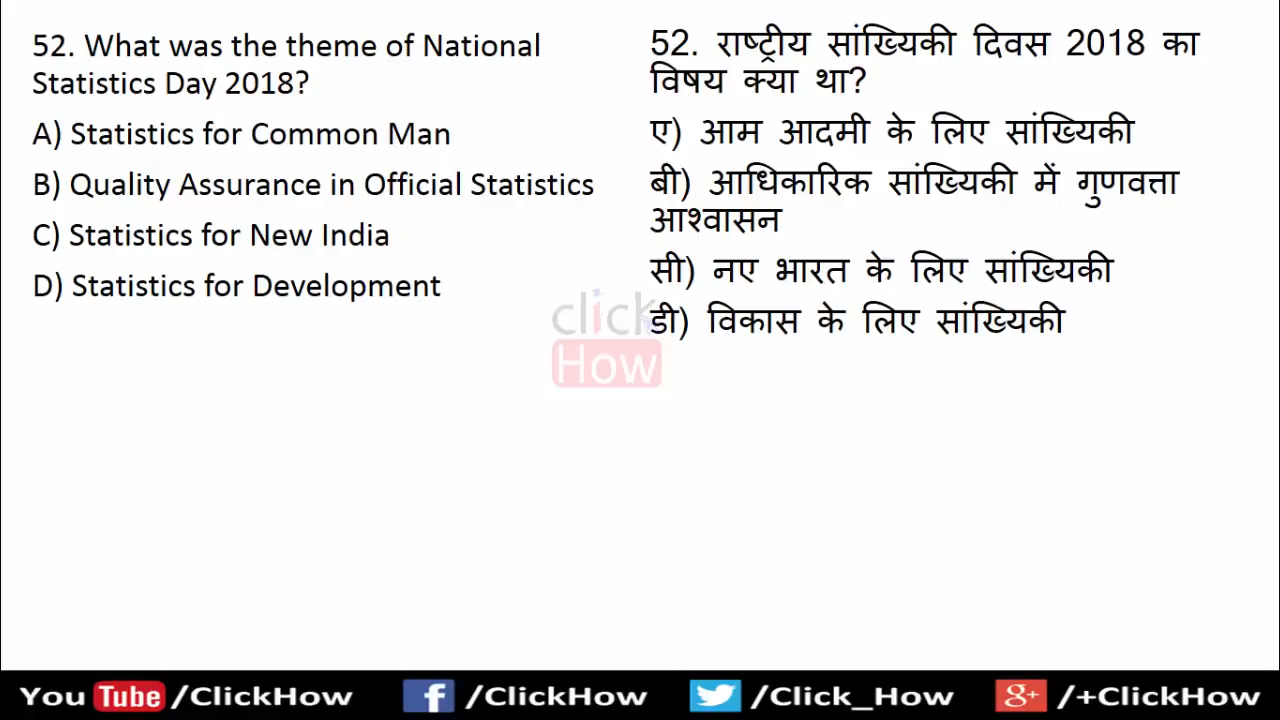 52. What was the theme of National
Statistics Day 2018?
A) Statistics for Common Man
B) Quality Assurance in Official Statistics
C) Statistics for New India
D) Statistics for Development
52. राष्ट्रीय सांख्यिकी दिवस 2018 का
विषय क्या था?
ए) आम आदमी के लिए सांख्यिकी
बी) आधिकारिक सांख्यिकी में गुणवत्ता
आश्वासन
सी) नए भारत के लिए सांख्यिकी
डी) विकास के लिए सांख्यिकी
click
How
You Tube /ClickHow f /ClickHow /Click_How g+ /+ClickHow